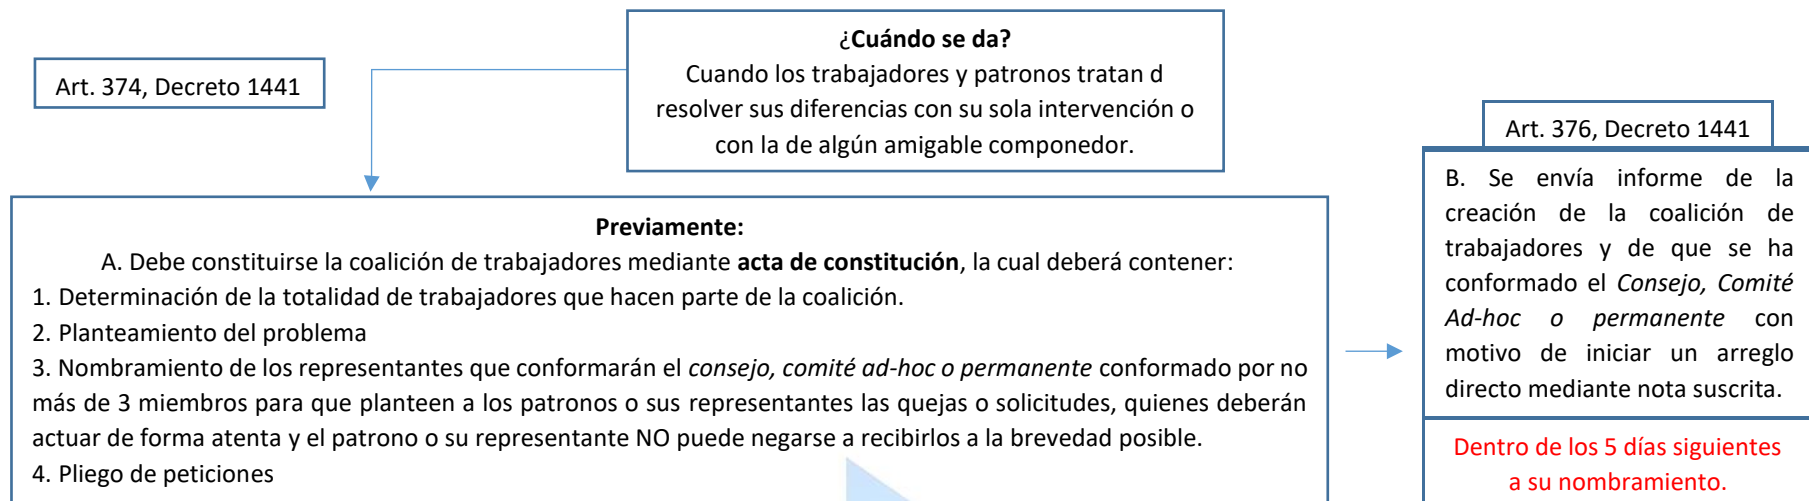 Art. 374, Decreto 1441
¿Cuándo se da?
Cuando los trabajadores y patronos tratan d
resolver sus diferencias con su sola intervención o
con la de algún amigable componedor.
Previamente:
A. Debe constituirse la coalición de trabajadores mediante acta de constitución, la cual deberá contener:
1. Determinación de la totalidad de trabajadores que hacen parte de la coalición.
2. Planteamiento del problema
3. Nombramiento de los representantes que conformarán el consejo, comité ad-hoc o permanente conformado por no
más de 3 miembros para que planteen a los patronos o sus representantes las quejas o solicitudes, quienes deberán
actuar de forma atenta y el patrono o su representante NO puede negarse a recibirlos a la brevedad posible.
4. Pliego de peticiones
Art. 376, Decreto 1441
B. Se envía informe de la
creación de la coalición de
trabajadores y de que se ha
conformado el Consejo, Comité
Ad-hoc o permanente con
motivo de iniciar un arreglo
directo mediante nota suscrita.
Dentro de los 5 días siguientes
a su nombramiento.